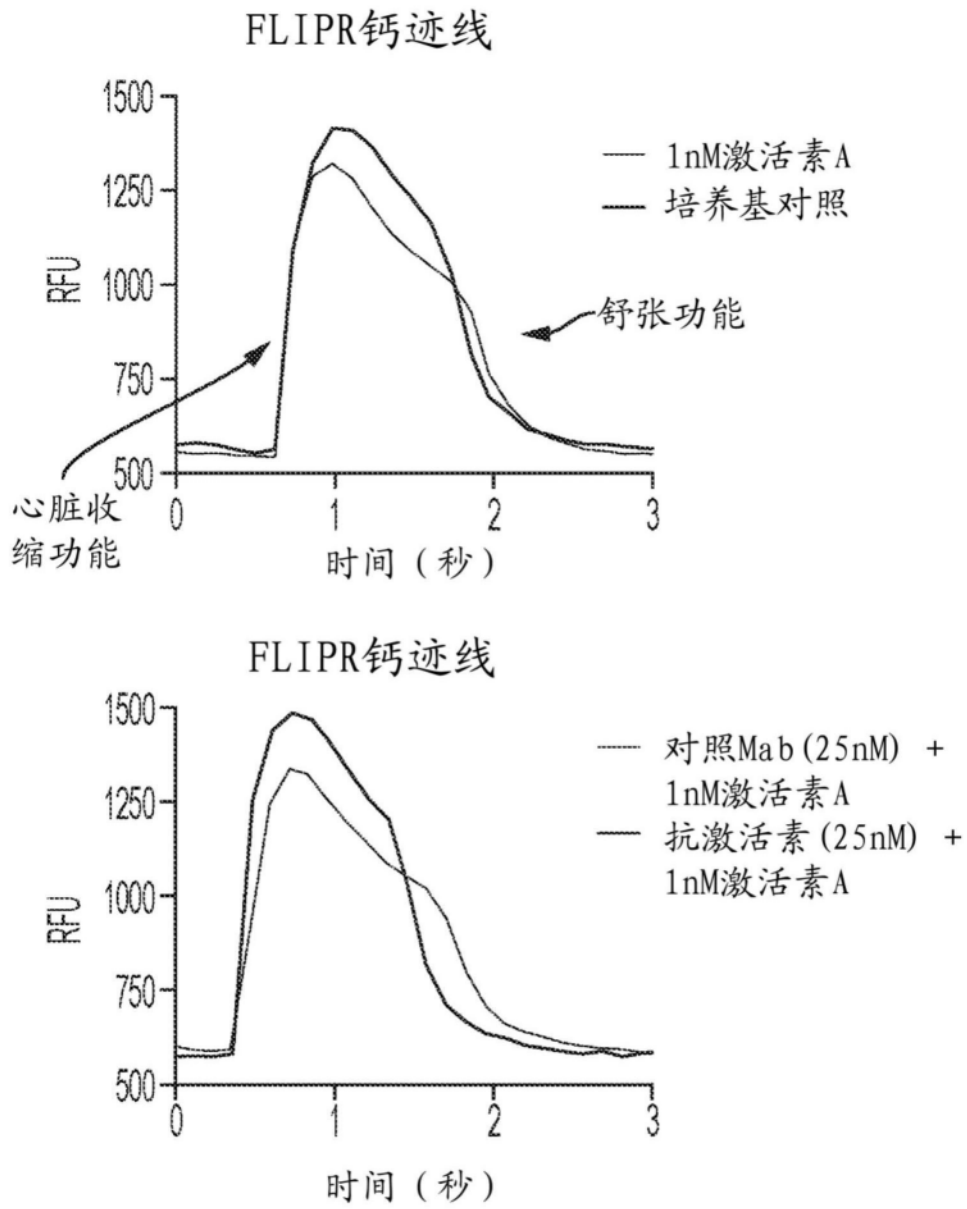 FLIPR钙迹线
1500
1250
1000
750
500
RFU
1nM激活素A
培养基对照
舒张功能
心脏收
缩功能
0 1 2 3
时间（秒）
FLIPR钙迹线
1500
1250
1000
750
500
RFU
对照Mab(25nM) +
1nM激活素A
抗激活素(25nM) +
1nM激活素A
0 1 2 3
时间（秒）